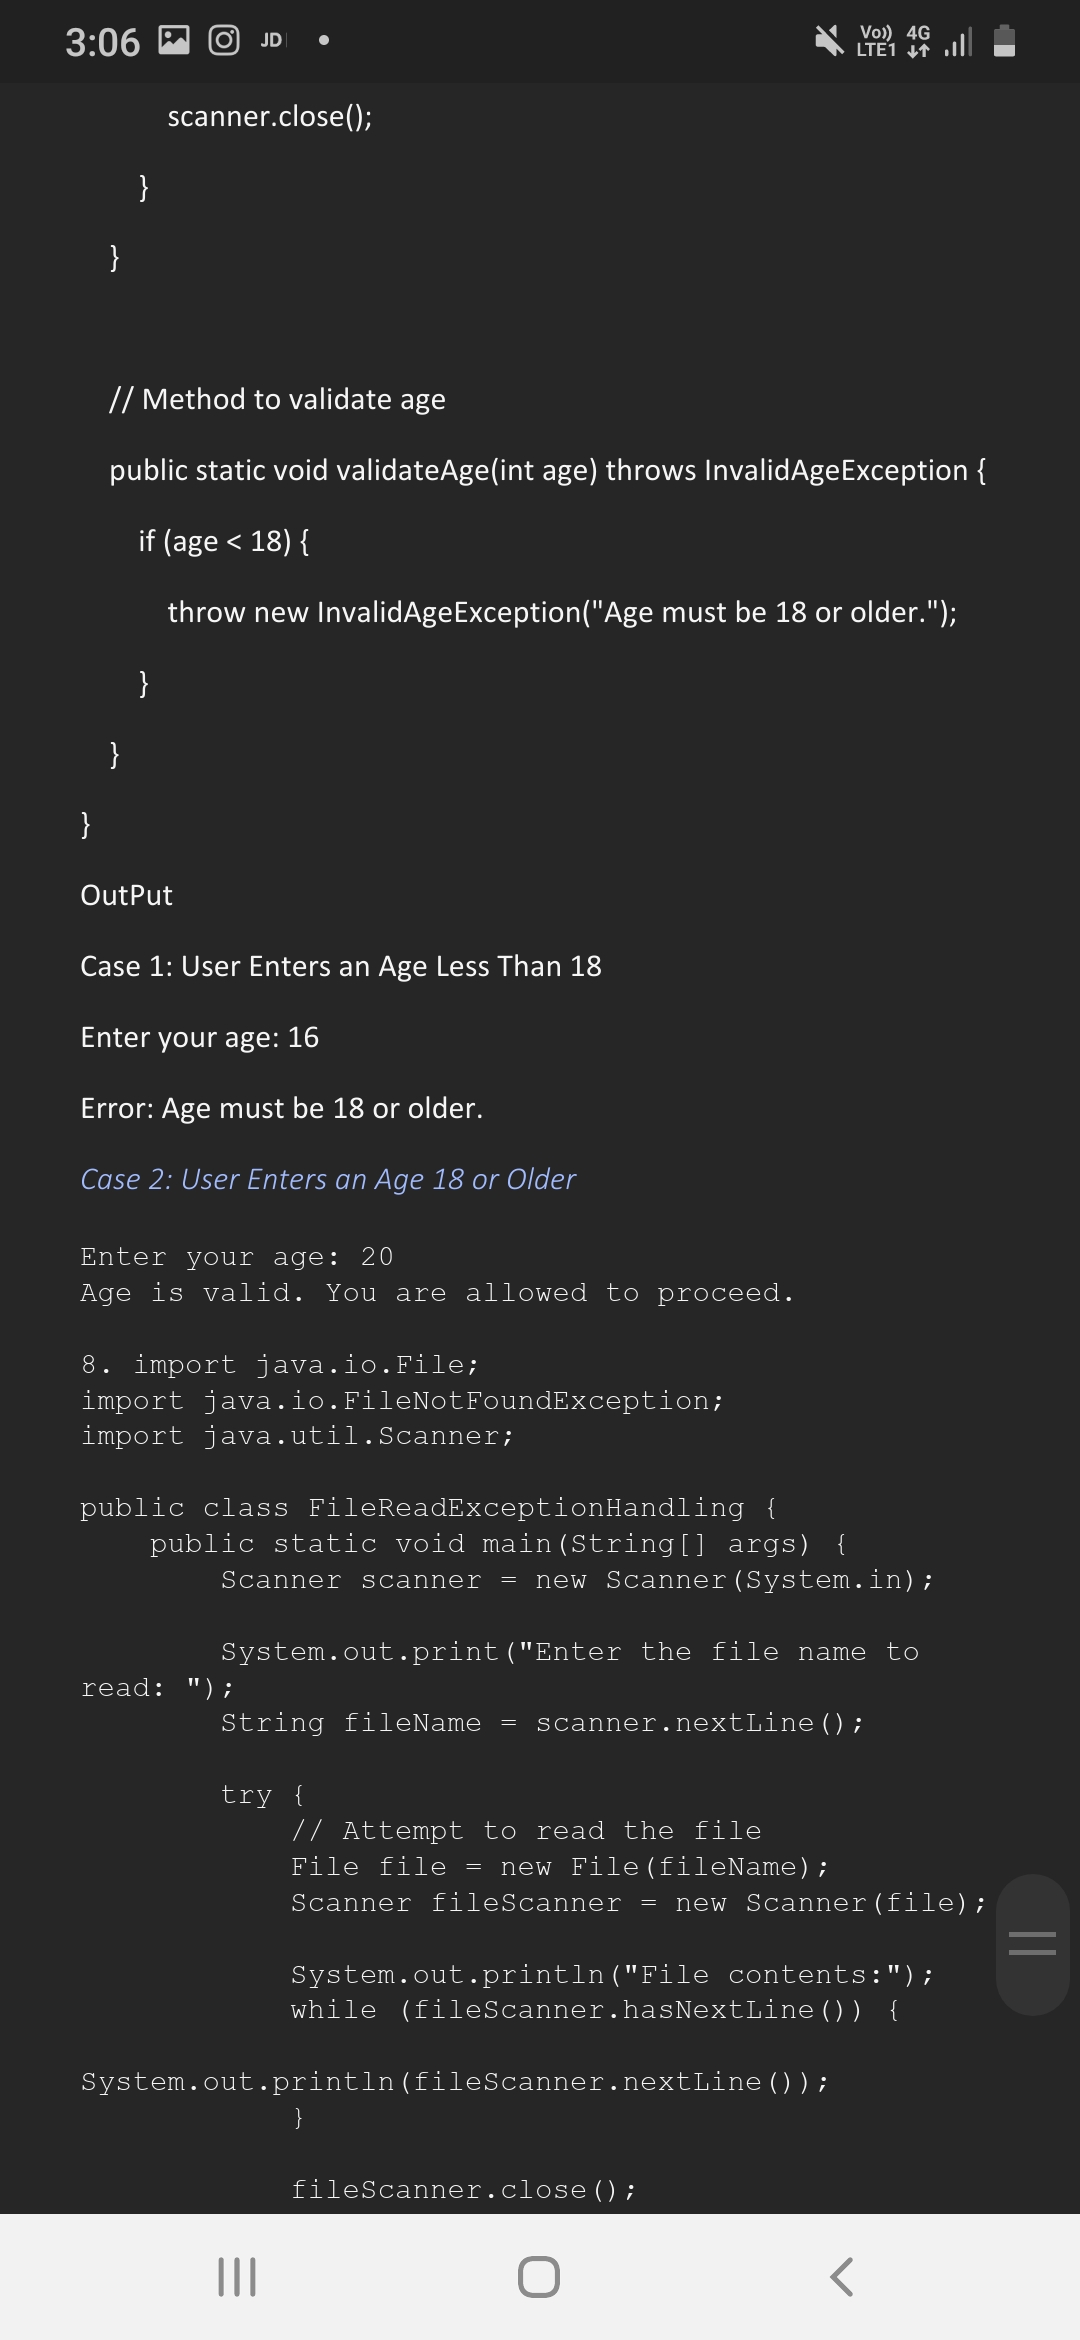 3:06 JD Vo)) LTE1 4G
scanner.close();
}
}
// Method to validate age
public static void validateAge(int age) throws InvalidAgeException {
if (age < 18) {
throw new InvalidAgeException("Age must be 18 or older.");
}
}
}
OutPut
Case 1: User Enters an Age Less Than 18
Enter your age: 16
Error: Age must be 18 or older.
Case 2: User Enters an Age 18 or Older
Enter your age: 20
Age is valid. You are allowed to proceed.
8. import java.io.File;
import java.io.FileNotFoundException;
import java.util.Scanner;
public class FileReadExceptionHandling {
public static void main(String[] args) {
Scanner scanner = new Scanner(System.in);
System.out.print("Enter the file name to
read: ");
String fileName = scanner.nextLine();
try {
// Attempt to read the file
File file = new File(fileName);
Scanner fileScanner = new Scanner(file);
System.out.println("File contents:");
while (fileScanner.hasNextLine()) {
System.out.println(fileScanner.nextLine());
}
fileScanner.close();